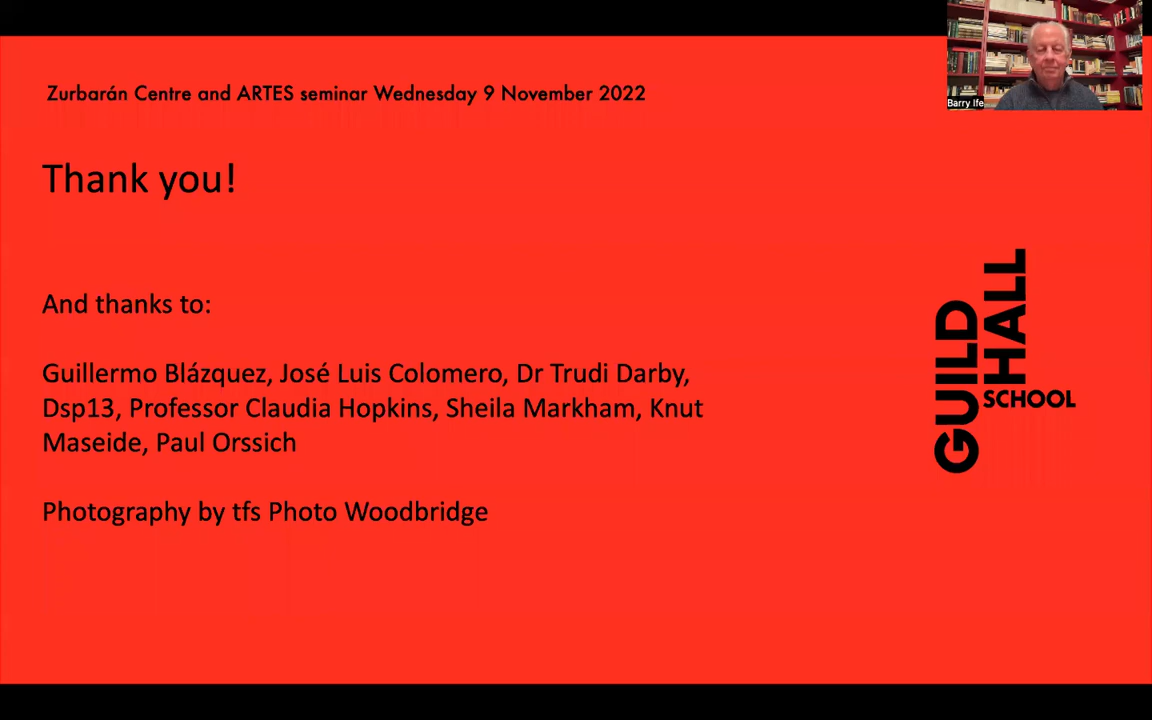 Zurbarán Centre and ARTES seminar Wednesday 9 November 2022
Barry Ife
Thank you!
And thanks to:
Guillermo Blázquez, José Luis Colomero, Dr Trudi Darby,
Dsp13, Professor Claudia Hopkins, Sheila Markham, Knut
Maseide, Paul Orssich
Photography by tfs Photo Woodbridge
GUILD
HALL
SCHOOL